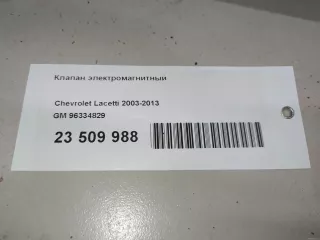 Клапан электромагнитный
Chevrolet Lacetti 2003-2013
GM 96334829
23 509 988